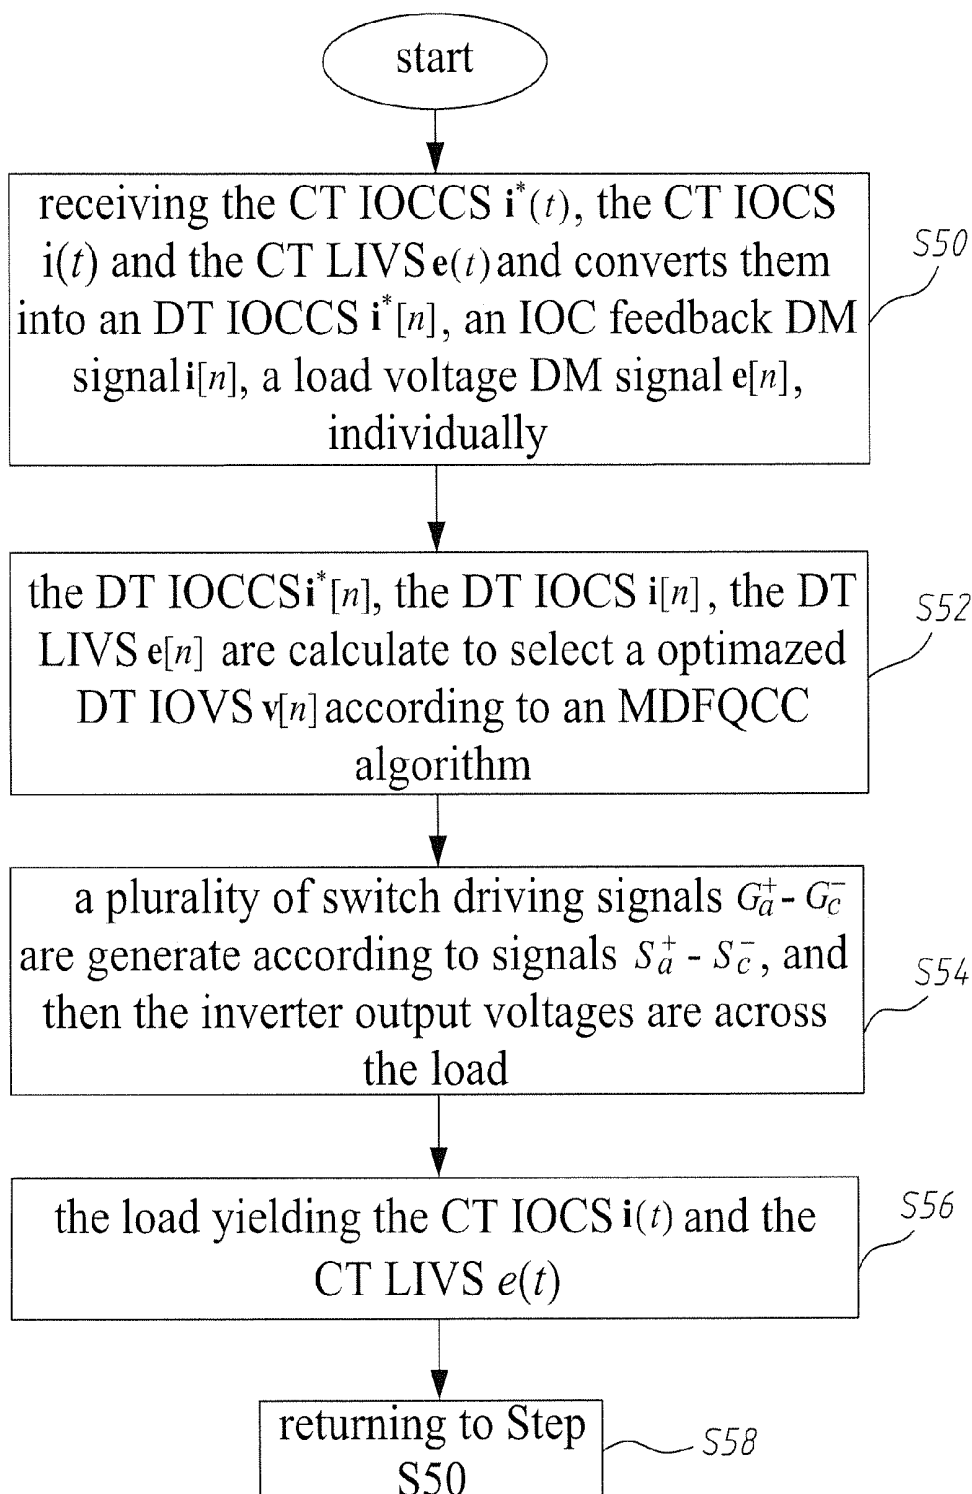 start
receiving the CT IOCCS i*(t), the CT IOCS
i(t) and the CT LIVS e(t) and converts them
into an DT IOCCS i*[n], an IOC feedback DM
signal i[n], a load voltage DM signal e[n],
individually
S50
the DT IOCCS i*[n], the DT IOCS i[n], the DT
LIVS e[n] are calculate to select a optimazed
DT IOVS v[n] according to an MDFQCC
algorithm
S52
a plurality of switch driving signals G_a^+ - G_c^-
are generate according to signals S_a^+ - S_c^-, and
then the inverter output voltages are across
the load
S54
the load yielding the CT IOCS i(t) and the
CT LIVS e(t)
S56
returning to Step
S50
S58